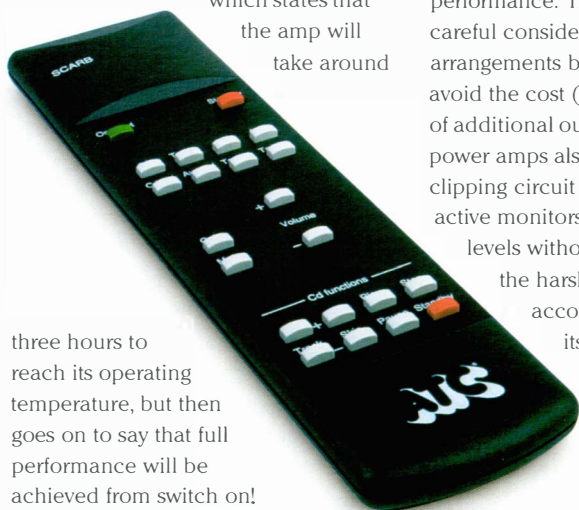 which states that
the amp will
take around
three hours to
reach its operating
temperature, but then
goes on to say that full
performance will be
achieved from switch on!
performance. T
careful conside
arrangements b
avoid the cost (
of additional ou
power amps als
clipping circuit
active monitors
levels witho
the harsh
acco
its
SCARB
Volume
+
–
Cd functions
+
–
Standby
ATC